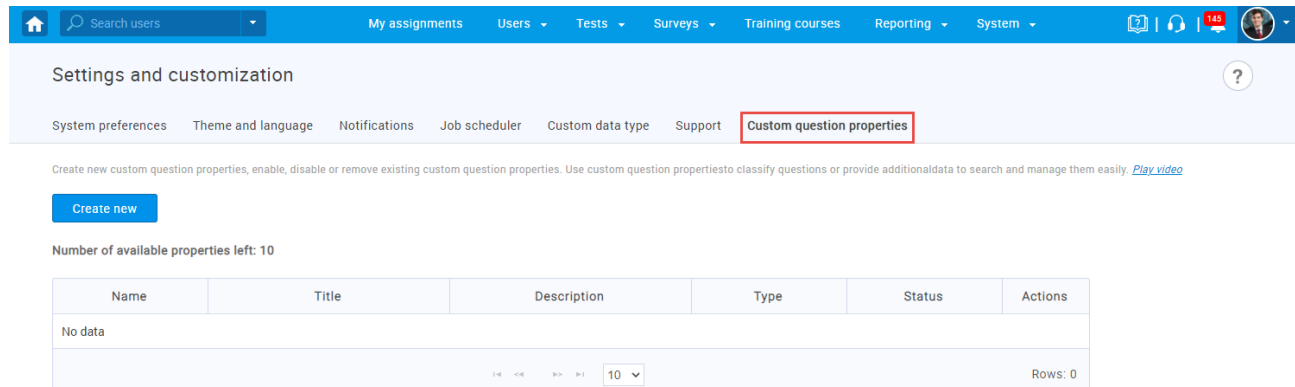 Search users My assignments Users Tests Surveys Training courses Reporting System 145
Settings and customization ?
System preferences Theme and language Notifications Job scheduler Custom data type Support Custom question properties
Create new custom question properties, enable, disable or remove existing custom question properties. Use custom question propertiesto classify questions or provide additionaldata to search and manage them easily. Play video
Create new
Number of available properties left: 10
Name Title Description Type Status Actions
No data
10 Rows: 0